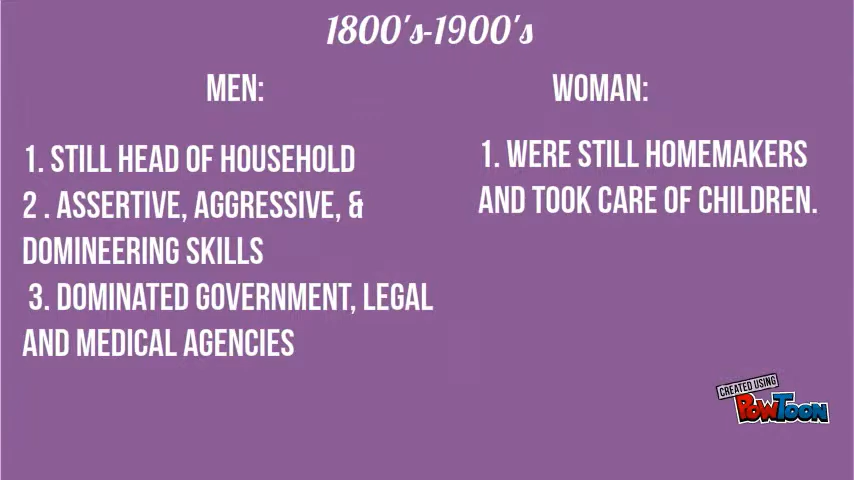 1800's-1900's
MEN:
1. STILL HEAD OF HOUSEHOLD
2 . ASSERTIVE, AGGRESSIVE, &
DOMINEERING SKILLS
3. DOMINATED GOVERNMENT, LEGAL
AND MEDICAL AGENCIES
WOMAN:
1. WERE STILL HOMEMAKERS
AND TOOK CARE OF CHILDREN.
CREATED USING
POWTOON